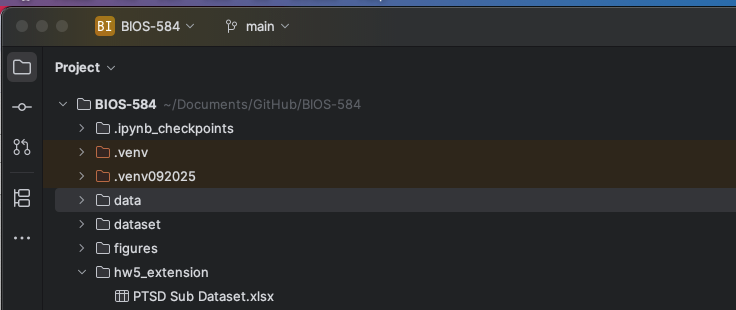 BI BIOS-584 main
Project
BIOS-584 ~/Documents/GitHub/BIOS-584
.ipynb_checkpoints
.venv
.venv092025
data
dataset
figures
hw5_extension
PTSD Sub Dataset.xlsx